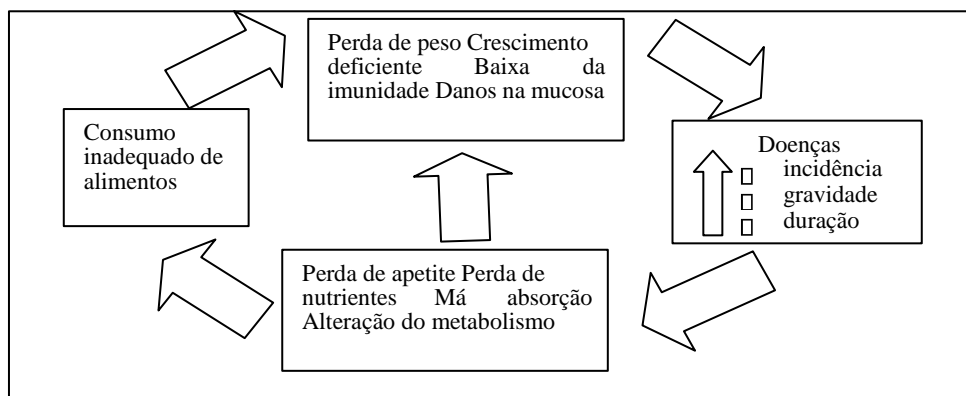 Perda de peso Crescimento
deficiente Baixa da
imunidade Danos na mucosa
Consumo
inadequado de
alimentos
Doenças
incidência
gravidade
duração
Perda de apetite Perda de
nutrientes Má absorção
Alteração do metabolismo